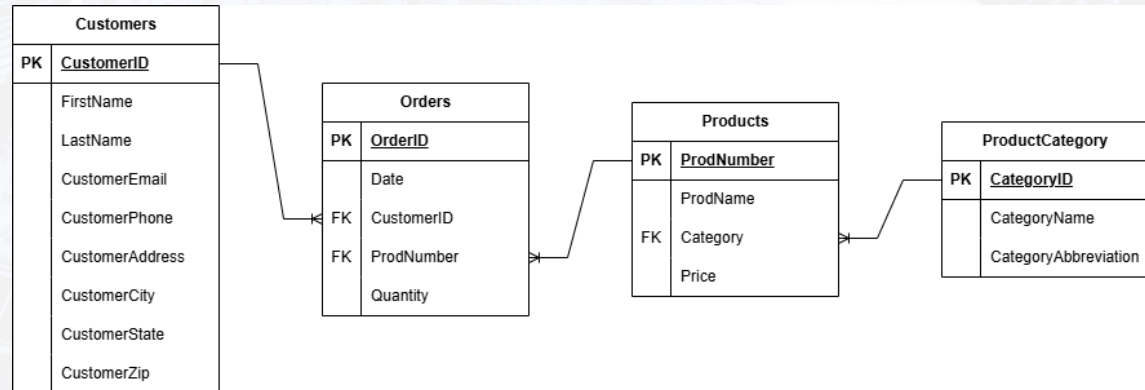 Customers
PK CustomerID
FirstName
LastName
CustomerEmail
CustomerPhone
CustomerAddress
CustomerCity
CustomerState
CustomerZip
Orders
PK OrderID
Date
FK CustomerID
FK ProdNumber
Quantity
Products
PK ProdNumber
ProdName
FK Category
Price
ProductCategory
PK CategoryID
CategoryName
CategoryAbbreviation